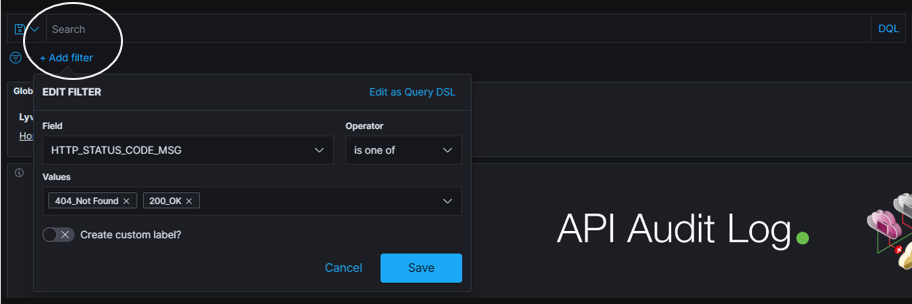 Search
DQL
+ Add filter
EDIT FILTER
Edit as Query DSL
Field
Operator
HTTP_STATUS_CODE_MSG
is one of
Values
404_Not Found ×
200_OK ×
Create custom label?
Cancel
Save
Glob
Lyv
Ho
API Audit Log